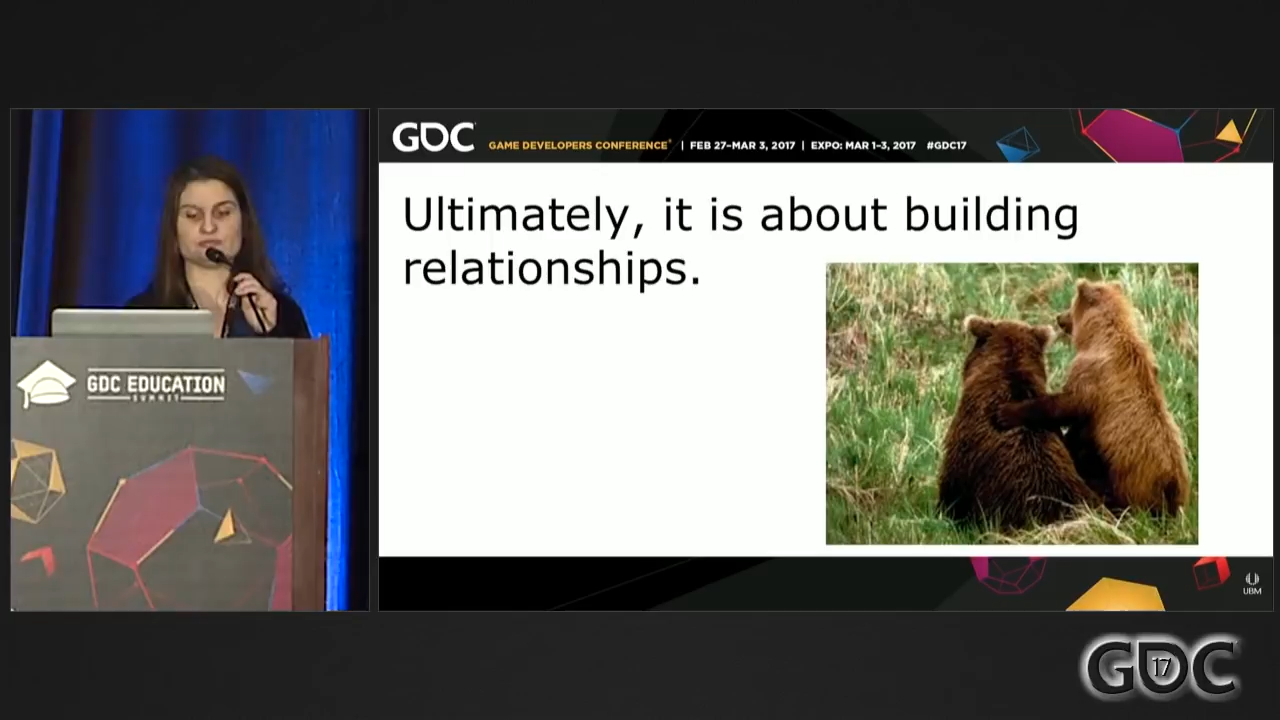 GDC
GAME DEVELOPERS CONFERENCE® | FEB 27–MAR 3, 2017 | EXPO: MAR 1–3, 2017 #GDC17
Ultimately, it is about building
relationships.
GDC EDUCATION
SUMMIT
UBM
GDC 17